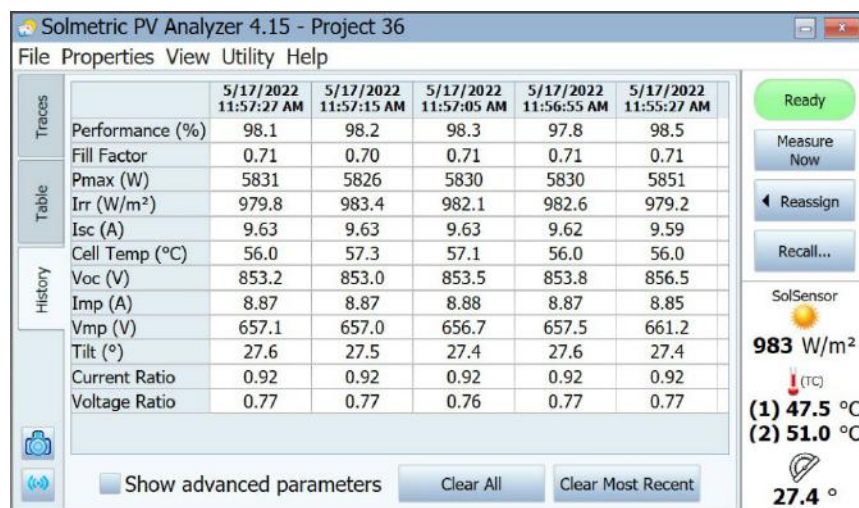 Solmetric PV Analyzer 4.15 - Project 36
File Properties View Utility Help
Traces
Table
History
5/17/2022 11:57:27 AM 5/17/2022 11:57:15 AM 5/17/2022 11:57:05 AM 5/17/2022 11:56:55 AM 5/17/2022 11:55:27 AM
Performance (%) 98.1 98.2 98.3 97.8 98.5
Fill Factor 0.71 0.70 0.71 0.71 0.71
Pmax (W) 5831 5826 5830 5830 5851
Irr (W/m²) 979.8 983.4 982.1 982.6 979.2
Isc (A) 9.63 9.63 9.63 9.62 9.59
Cell Temp (°C) 56.0 57.3 57.1 56.0 56.0
Voc (V) 853.2 853.0 853.5 853.8 856.5
Imp (A) 8.87 8.87 8.88 8.87 8.85
Vmp (V) 657.1 657.0 656.7 657.5 661.2
Tilt (°) 27.6 27.5 27.4 27.6 27.4
Current Ratio 0.92 0.92 0.92 0.92 0.92
Voltage Ratio 0.77 0.77 0.76 0.77 0.77
Show advanced parameters
Clear All
Clear Most Recent
Ready
Measure
Now
Reassign
Recall...
SolSensor
983 W/m²
(TC)
(1) 47.5 °C
(2) 51.0 °C
27.4 °